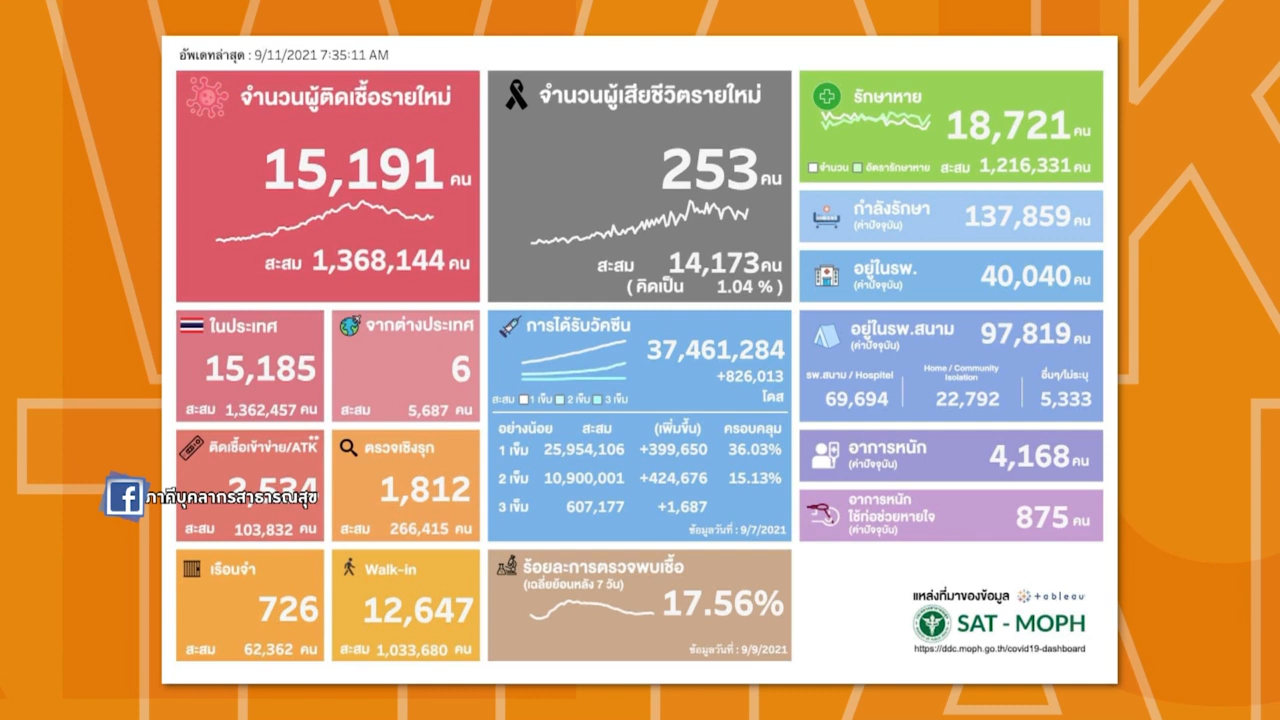 อัพเดทล่าสุด : 9/11/2021 7:35:11 AM
จำนวนผู้ติดเชื้อรายใหม่
15,191 คน
สะสม 1,368,144 คน
จำนวนผู้เสียชีวิตรายใหม่
253 คน
สะสม 14,173 คน
( คิดเป็น 1.04 % )
รักษาหาย
18,721 คน
จำนวน อัตรารักษาหาย สะสม 1,216,331 คน
กำลังรักษา
(ค่าปัจจุบัน)
137,859 คน
อยู่ในรพ.
(ค่าปัจจุบัน)
40,040 คน
ในประเทศ
15,185
สะสม 1,362,457 คน
จากต่างประเทศ
6
สะสม 5,687 คน
การได้รับวัคซีน
37,461,284
+826,013
โดส
สะสม 1 เข็ม 2 เข็ม 3 เข็ม
อย่างน้อย สะสม (เพิ่มขึ้น) ครอบคลุม
1 เข็ม 25,954,106 +399,650 36.03%
2 เข็ม 10,900,001 +424,676 15.13%
3 เข็ม 607,177 +1,687
ข้อมูลวันที่ : 9/7/2021
อยู่ในรพ.สนาม
(ค่าปัจจุบัน)
97,819 คน
รพ.สนาม / Hospitel
69,694
Home / Community
Isolation
22,792
อื่นๆ/ไม่ระบุ
5,333
ติดเชื้อเข้าข่าย/ATK**
2,534
สะสม 103,832 คน
ภาคีบุคลากรสาธารณสุข
ตรวจเชิงรุก
1,812
สะสม 266,415 คน
อาการหนัก
(ค่าปัจจุบัน)
4,168 คน
อาการหนัก
ใช้ท่อช่วยหายใจ
(ค่าปัจจุบัน)
875 คน
เรือนจำ
726
สะสม 62,362 คน
Walk-in
12,647
สะสม 1,033,680 คน
ร้อยละการตรวจพบเชื้อ
(เฉลี่ยย้อนหลัง 7 วัน)
17.56%
ข้อมูลวันที่ : 9/9/2021
แหล่งที่มาของข้อมูล +ableau
SAT - MOPH
https://ddc.moph.go.th/covid19-dashboard